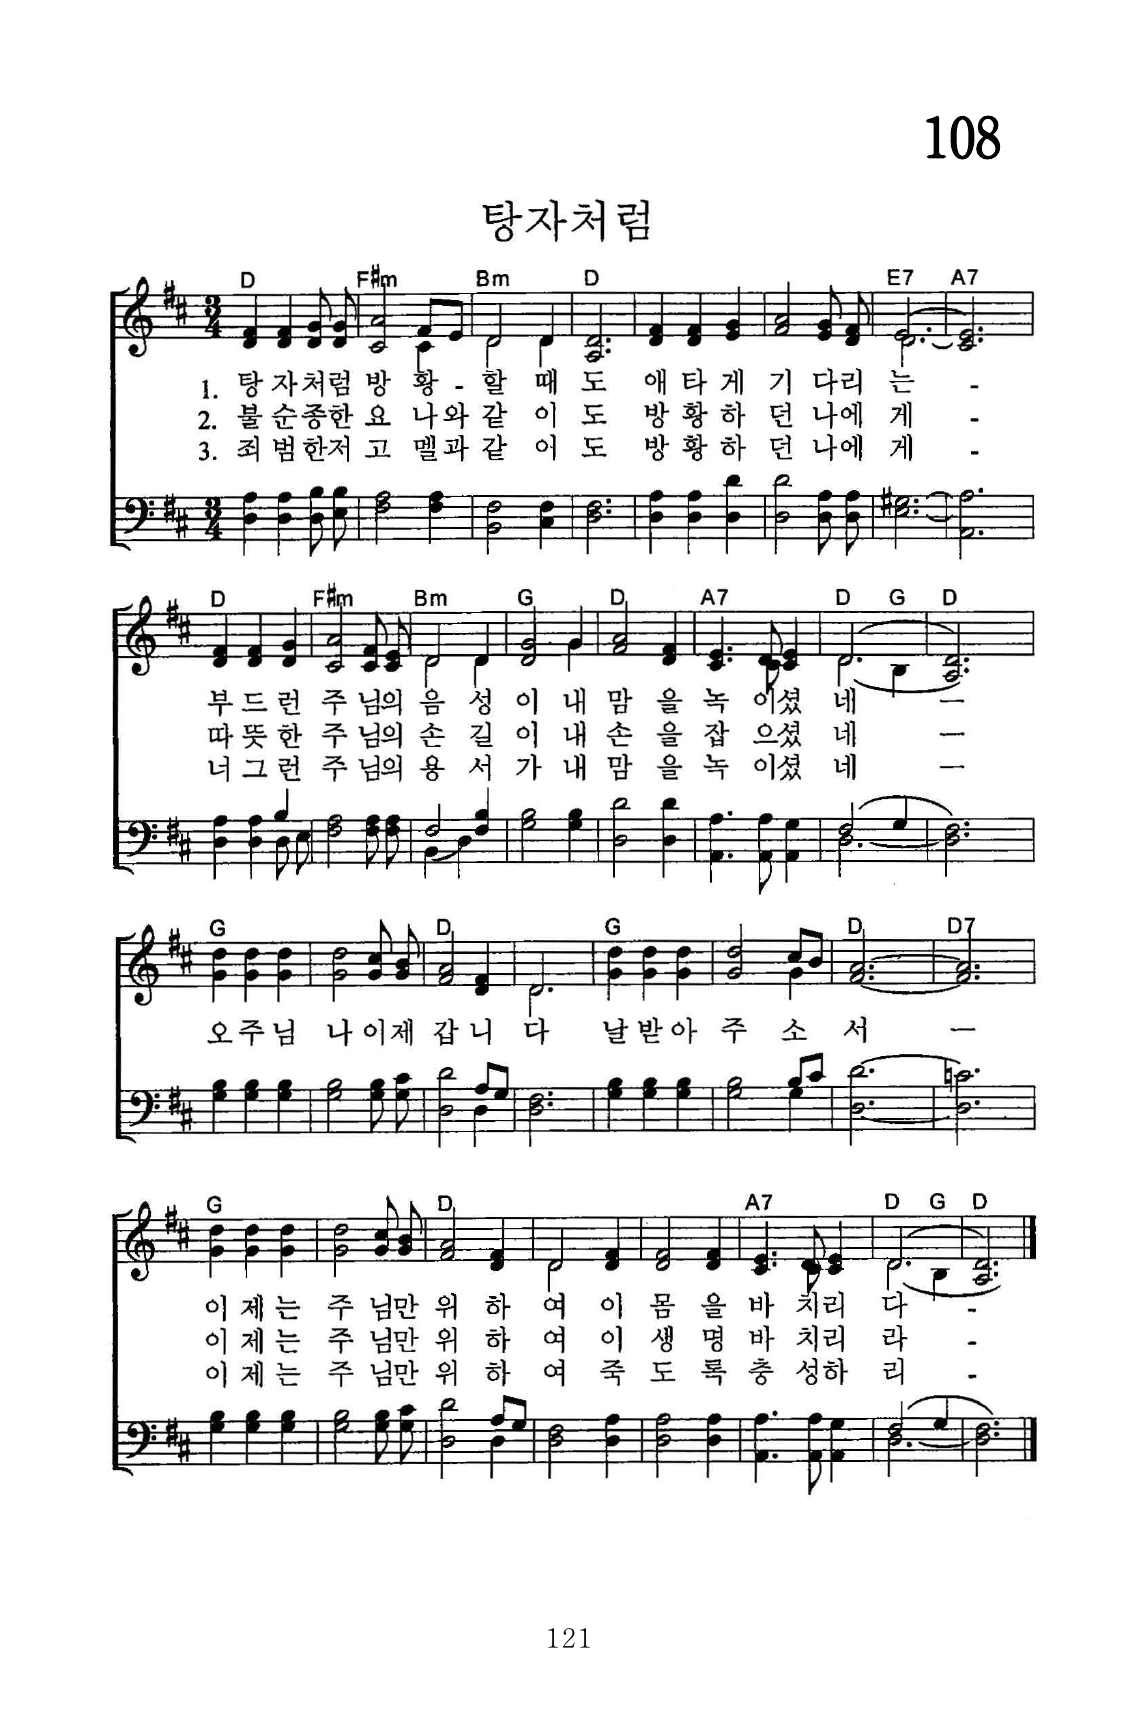 108
탕자처럼
D F#m Bm D E7 A7
3/4
1. 탕 자처럼 방 황 - 할 때 도 애 타 게 기 다리 는 -
2. 불 순종한 요 나와 같 이 도 방 황 하 던 나에 게 -
3. 죄 범한저 고 멜과 같 이 도 방 황 하 던 나에 게 -
3/4
D F#m Bm G D A7 D G D
부 드 런 주 님의 음 성 이 내 맘 을 녹 이셨 네 ー
따 뜻 한 주 님의 손 길 이 내 손 을 잡 으셨 네 ー
너 그 런 주 님의 용 서 가 내 맘 을 녹 이셨 네 ー
G D G D D7
오 주 님 나 이 제 갑 니 다 날 받 아 주 소 서 ー
G D A7 D G D
이 제 는 주 님만 위 하 여 이 몸 을 바 치리 다 -
이 제 는 주 님만 위 하 여 이 생 명 바 치리 라 -
이 제 는 주 님만 위 하 여 죽 도 록 충 성하 리 -
121